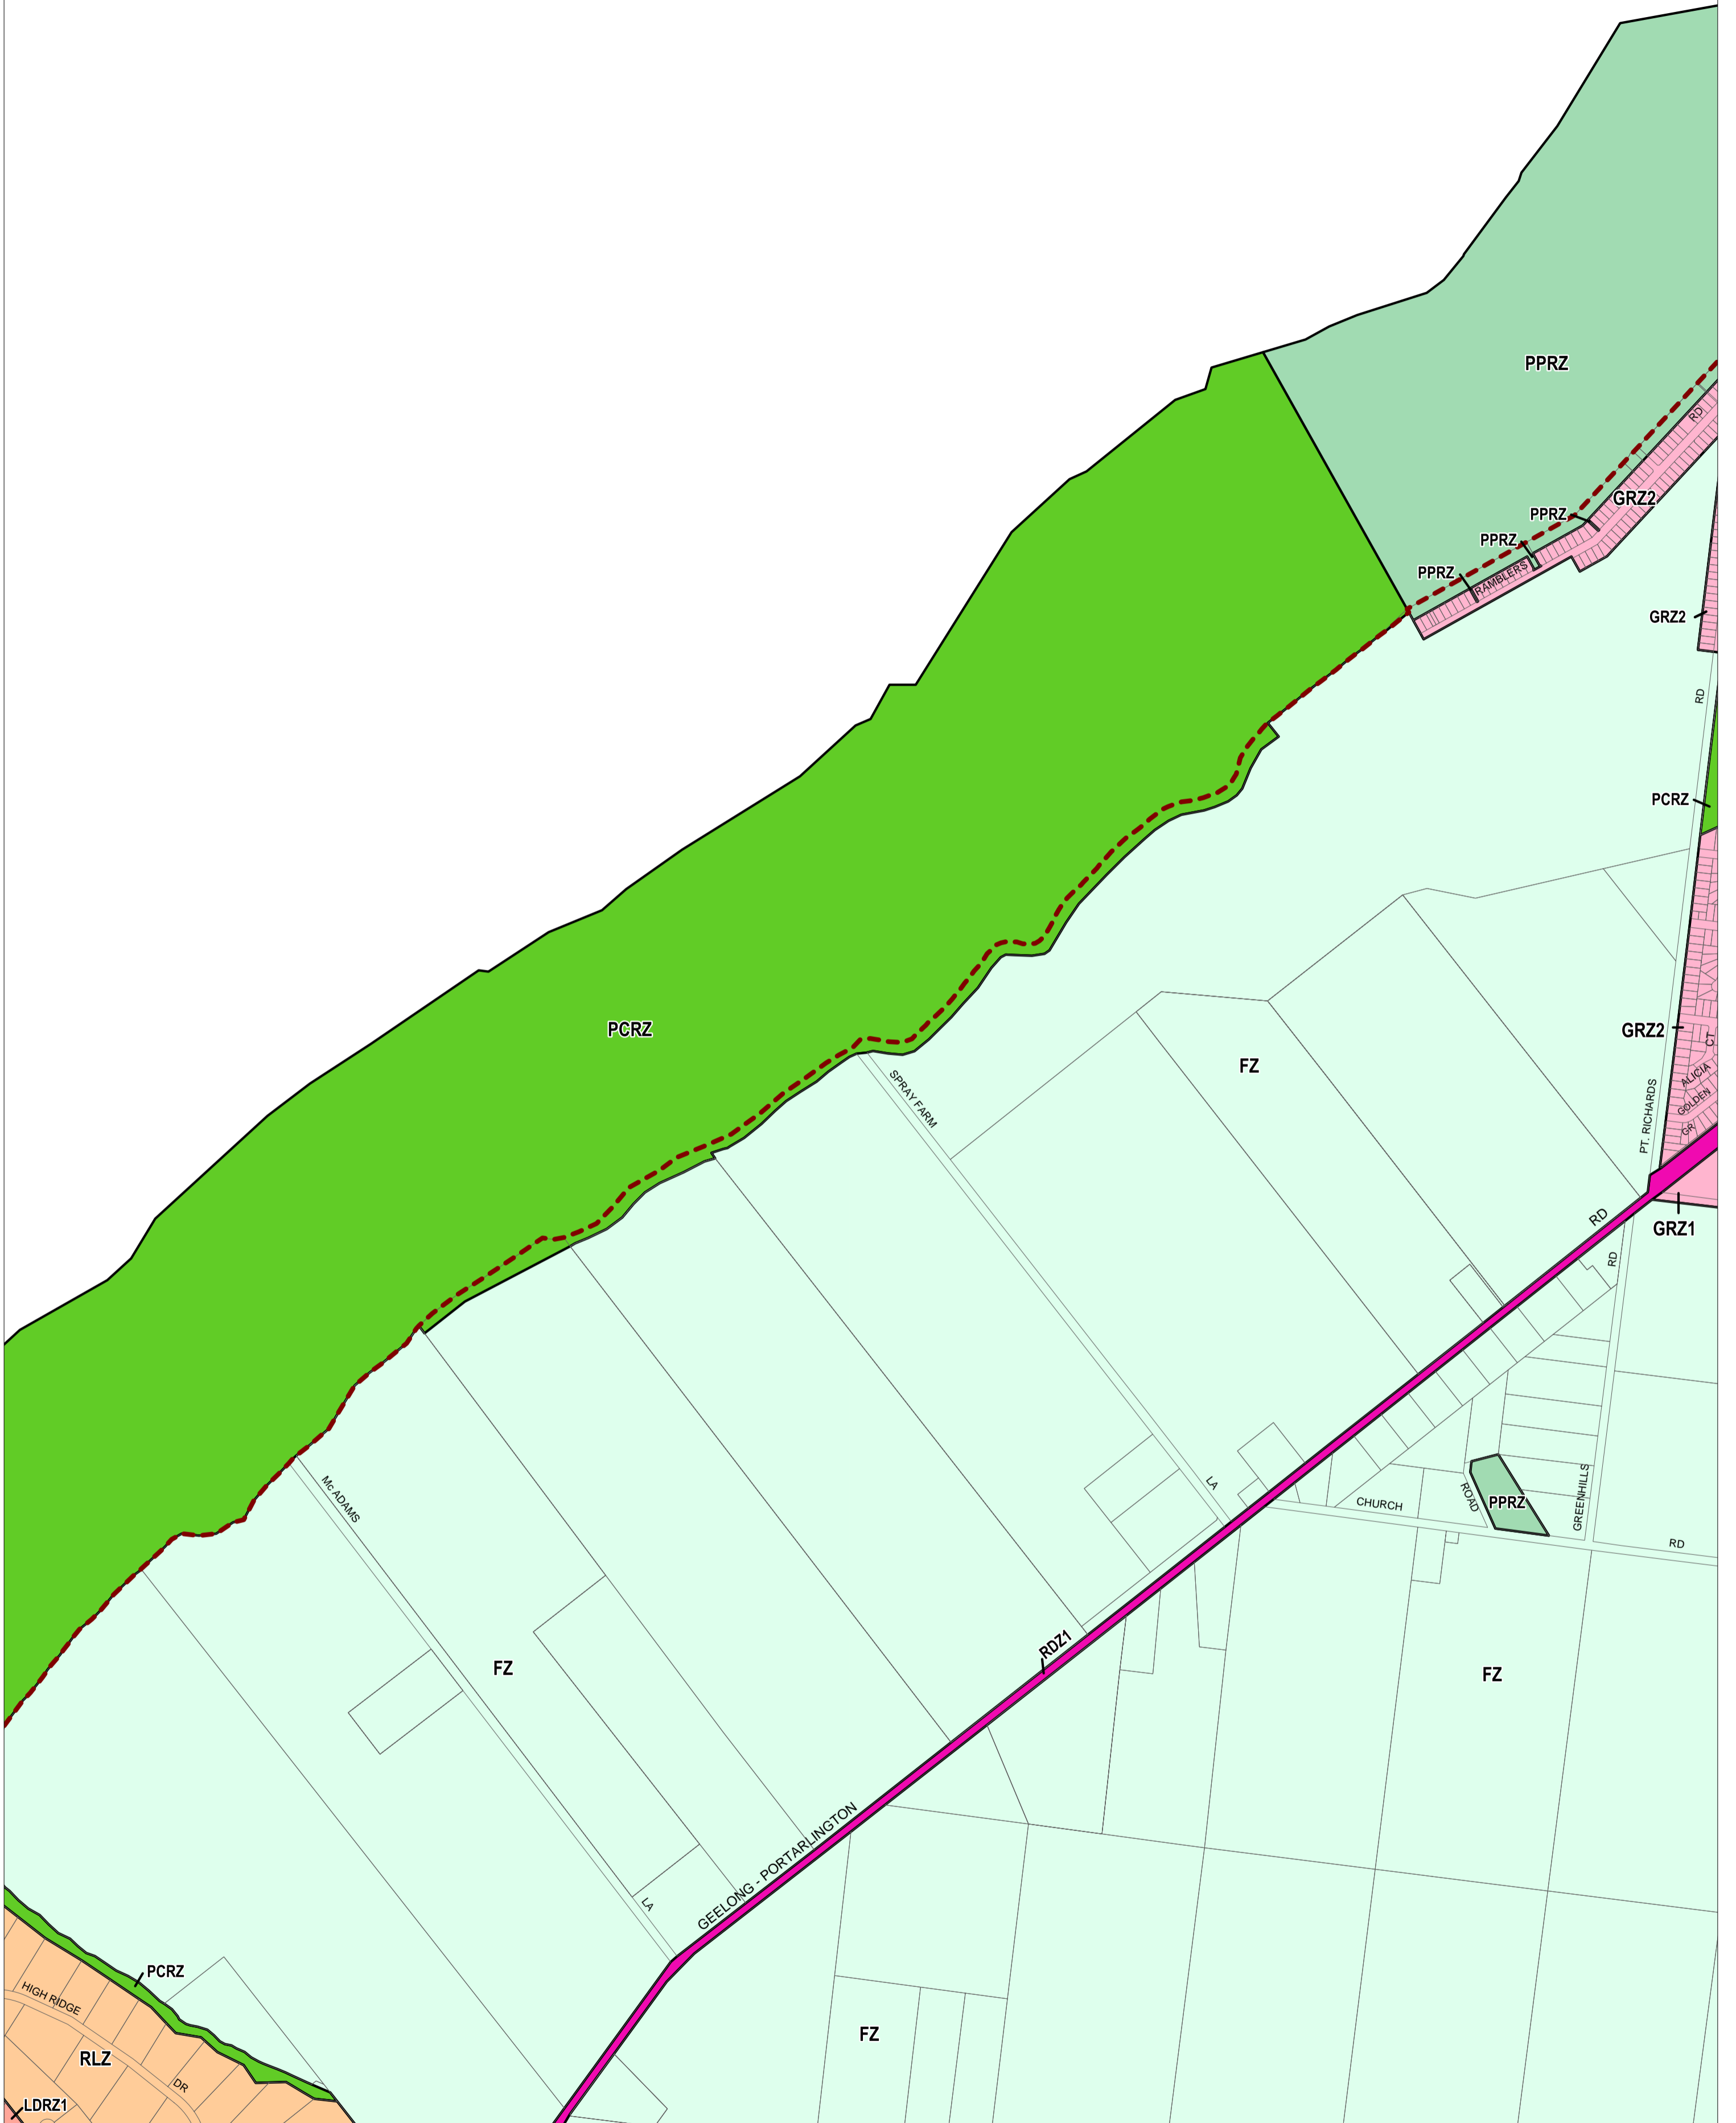 PPRZ
RD
GRZ2
PPRZ
PPRZ
PPRZ
RAMBLERS
GRZ2
RD
PCRZ
PCRZ
GRZ2
CT
FZ
SPRAY FARM
ALICIA
GOLDEN
GR
PT. RICHARDS
RD
GRZ1
RD
LA
Mc ADAMS
CHURCH
ROAD
PPRZ
GREENHILLS
RD
RDZ1
FZ
FZ
GEELONG - PORTARLINGTON
LA
PCRZ
HIGH RIDGE
FZ
RLZ
DR
LDRZ1